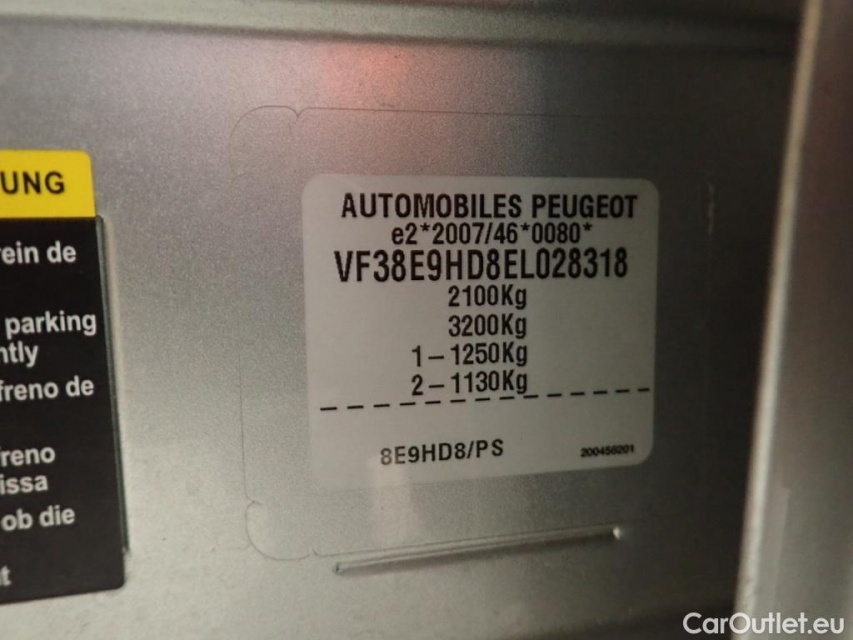 UNG
ein de
parking
ntly
freno de
freno
issa
ob die
t
AUTOMOBILES PEUGEOT
e2*2007/46*0080*
VF38E9HD8EL028318
2100Kg
3200Kg
1-1250Kg
2-1130Kg
8E9HD8/PS
200456201
CarOutlet.eu